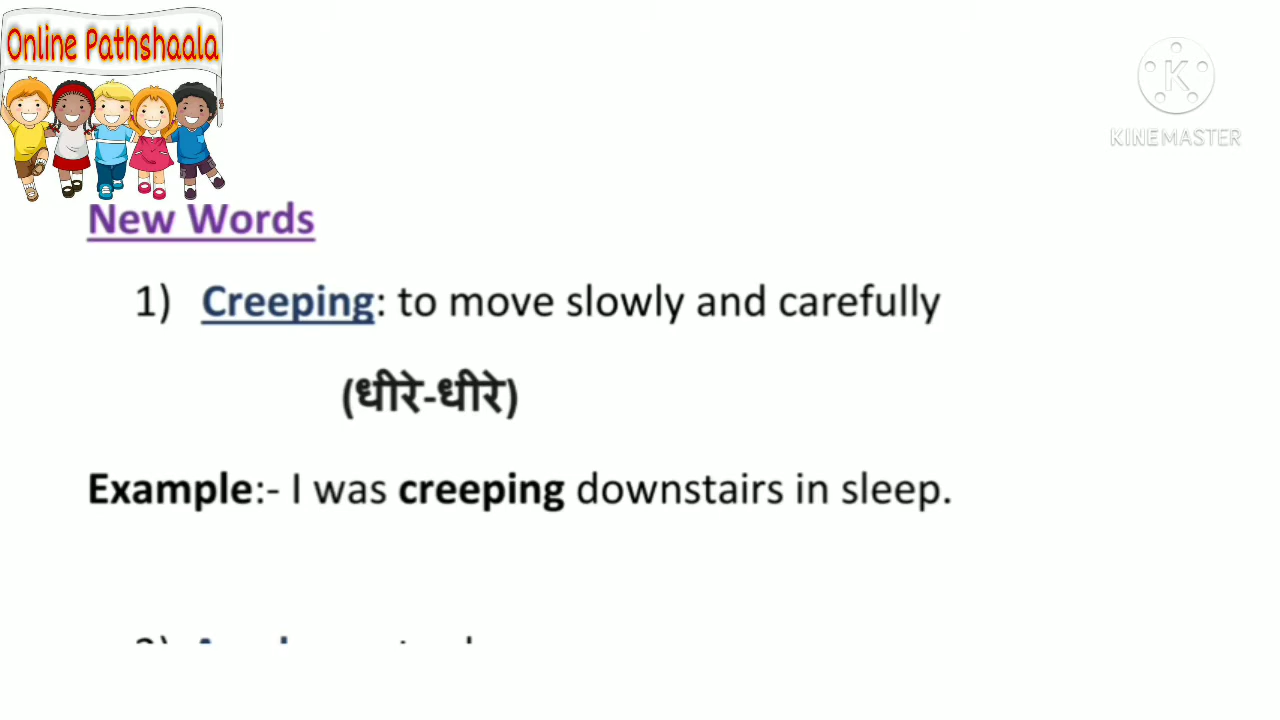 Online Pathshaala
KINEMASTER
New Words
1) Creeping: to move slowly and carefully
(धीरे-धीरे)
Example:- I was creeping downstairs in sleep.